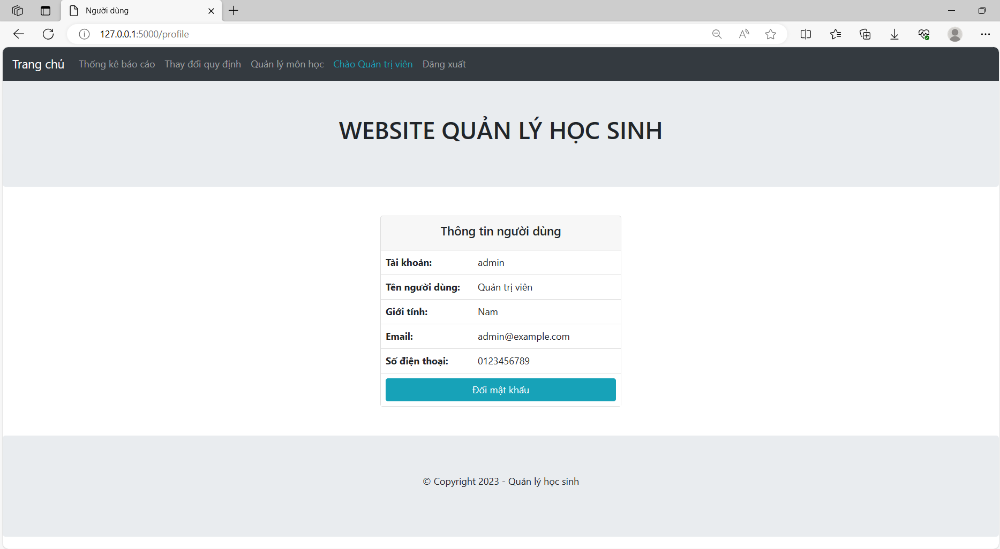 Người dùng
127.0.0.1:5000/profile
Trang chủ Thống kê báo cáo Thay đổi quy định Quản lý môn học Chào Quản trị viên Đăng xuất
WEBSITE QUẢN LÝ HỌC SINH
Thông tin người dùng
Tài khoản: admin
Tên người dùng: Quản trị viên
Giới tính: Nam
Email: admin@example.com
Số điện thoại: 0123456789
Đổi mật khẩu
© Copyright 2023 - Quản lý học sinh